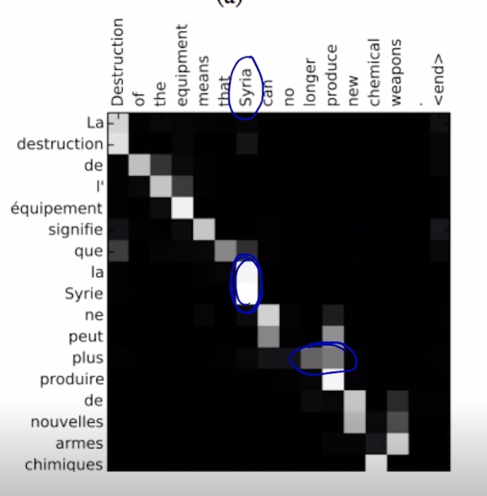 (a)
Destruction
of
the
equipment
means
that
Syria
can
no
longer
produce
new
chemical
weapons
.
<end>
La
destruction
de
l'
équipement
signifie
que
la
Syrie
ne
peut
plus
produire
de
nouvelles
armes
chimiques